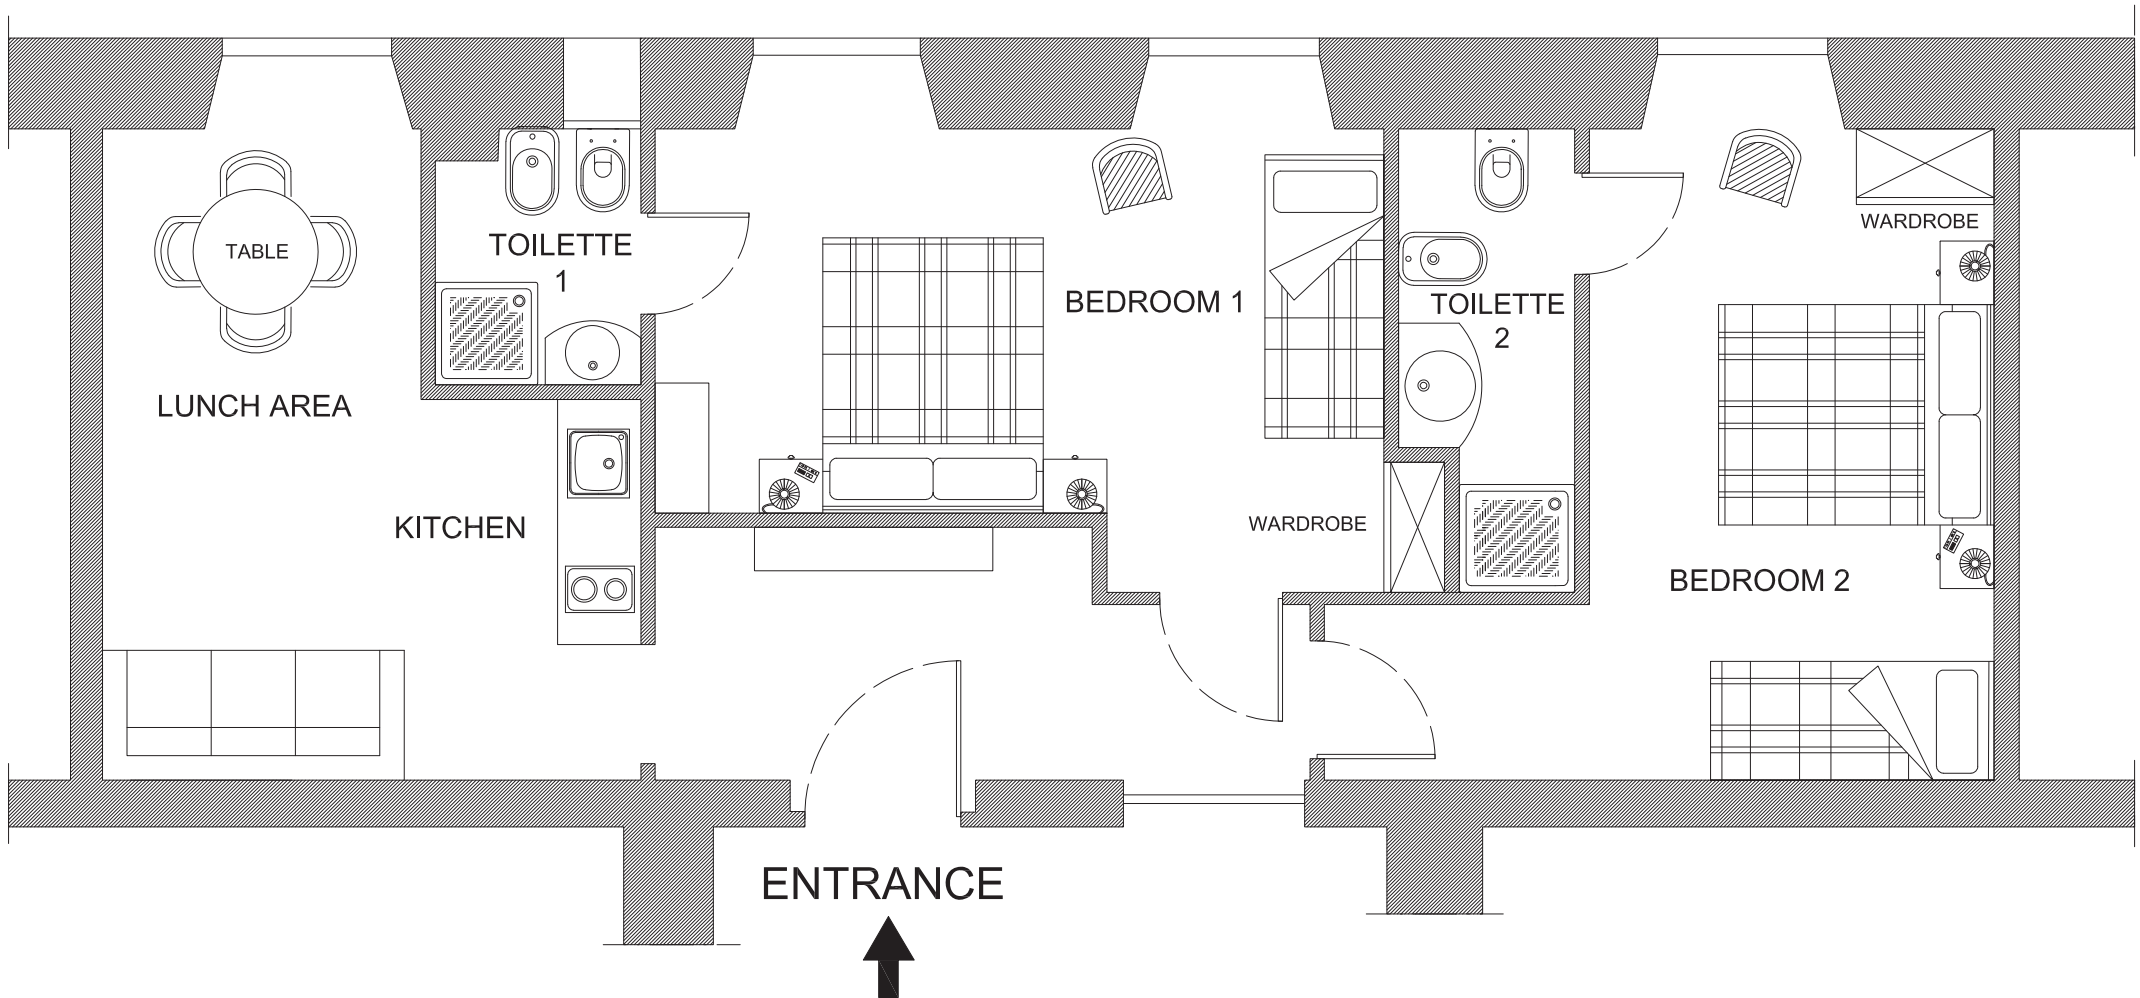 TABLE
LUNCH AREA
KITCHEN
TOILETTE
1
BEDROOM 1
WARDROBE
TOILETTE
2
WARDROBE
BEDROOM 2
ENTRANCE